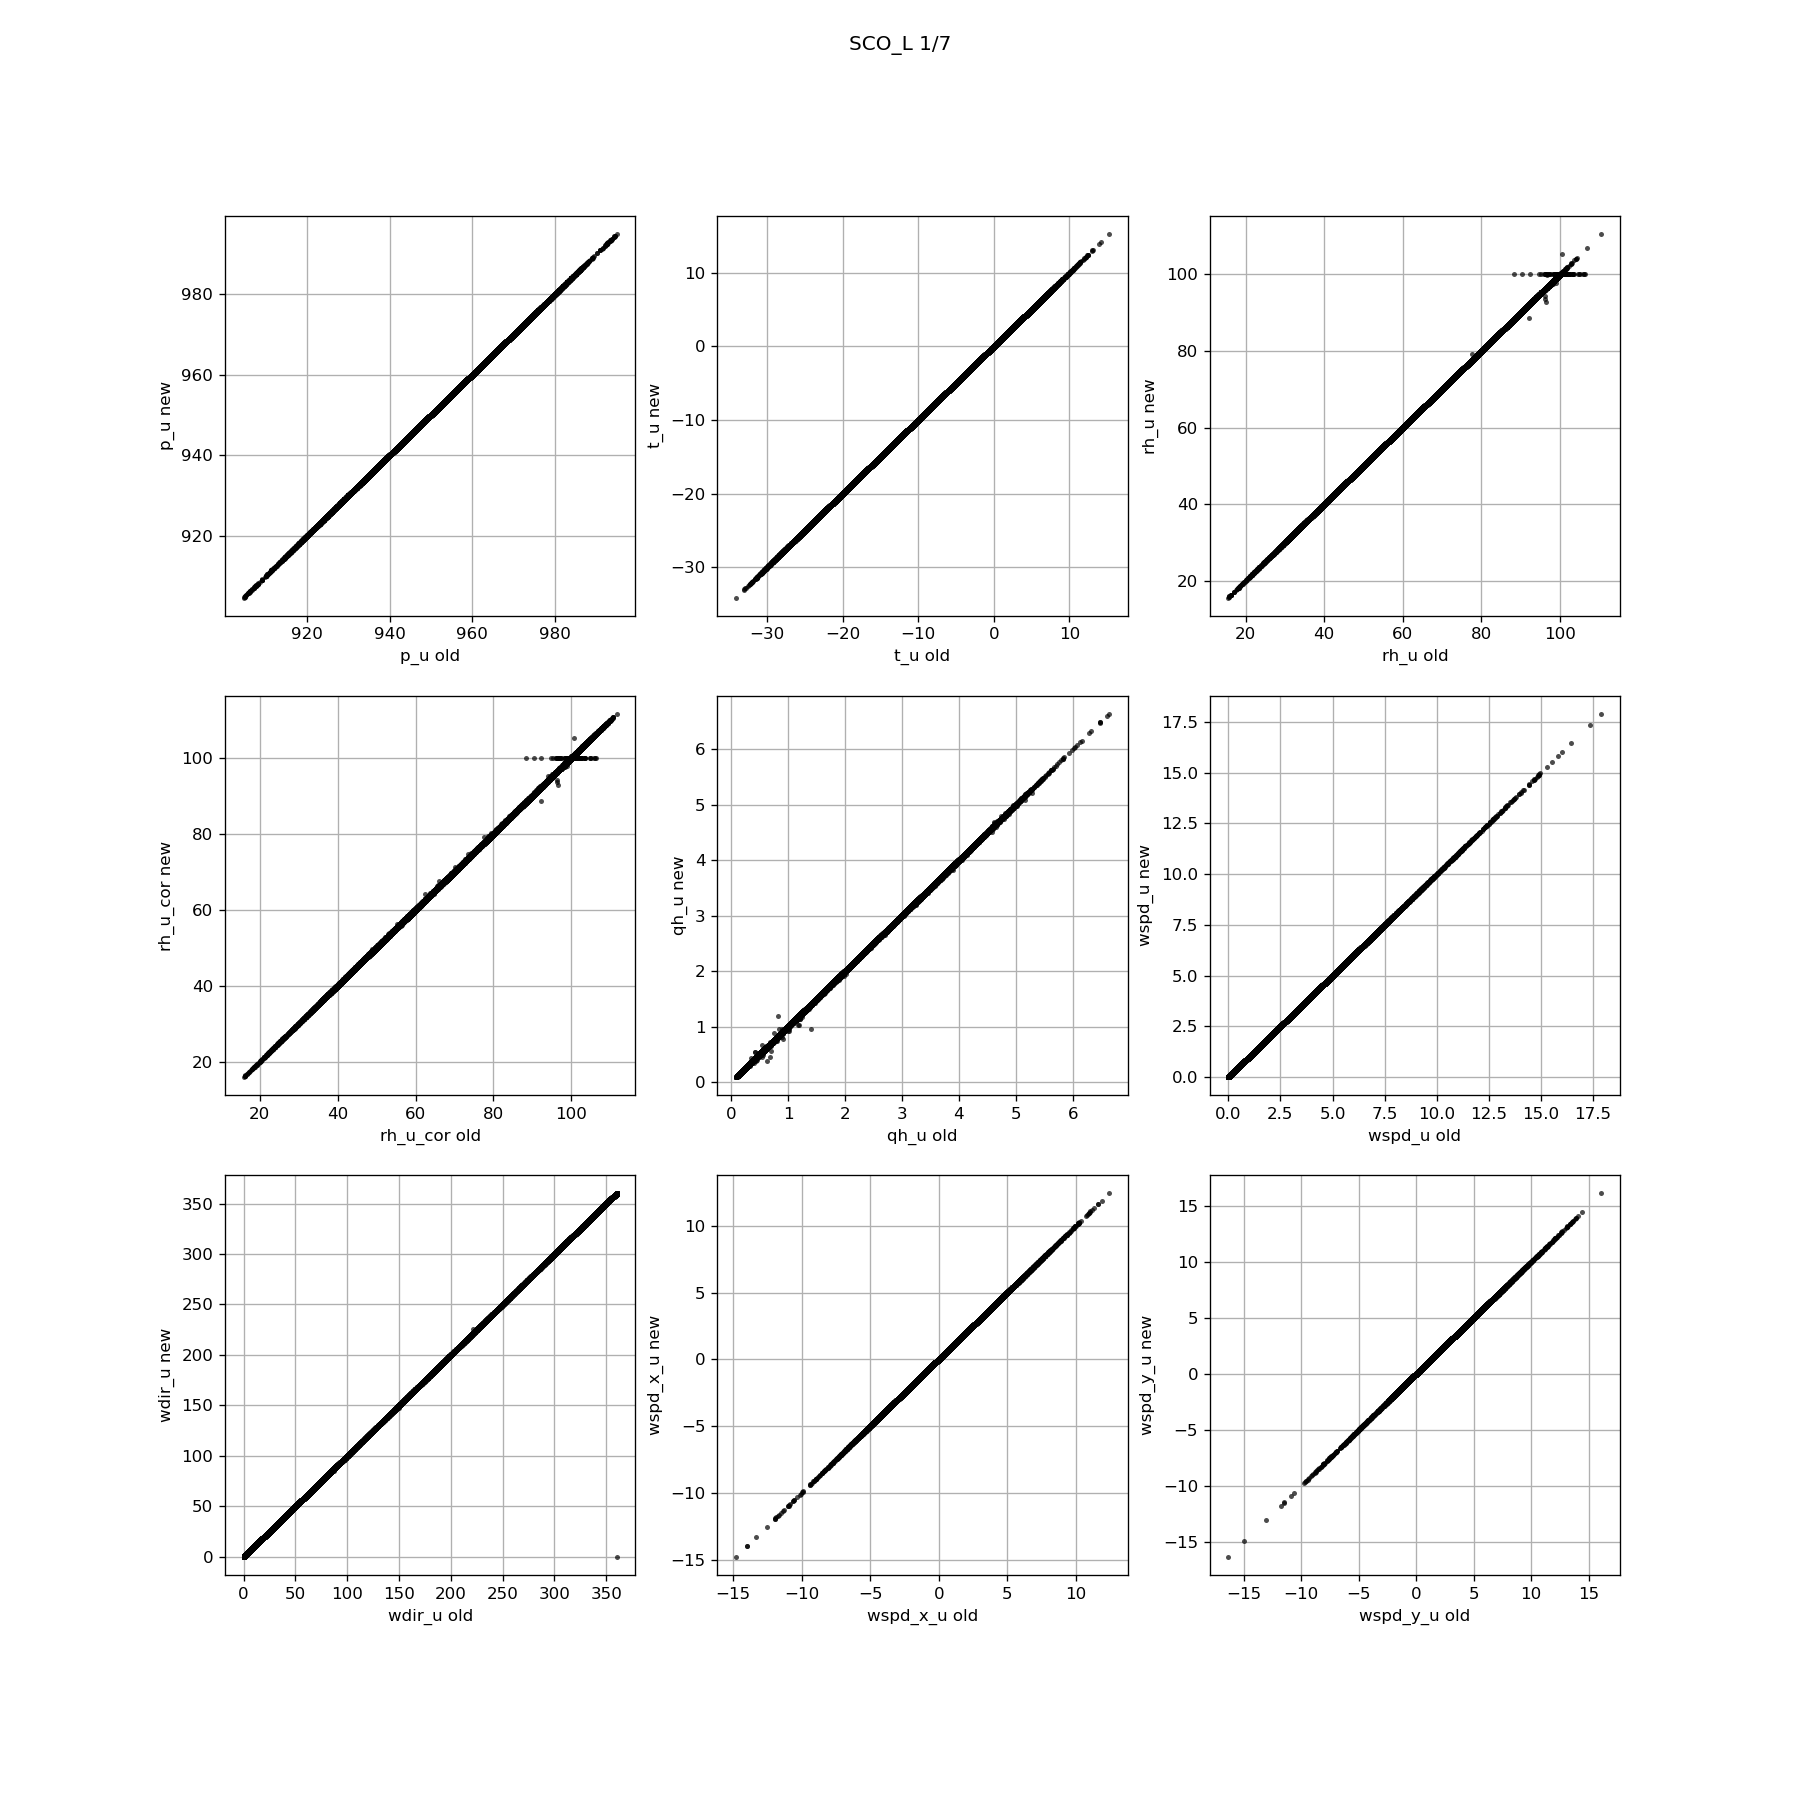 SCO_L 1/7
p_u new
980
960
940
920
920 940 960 980
p_u old
t_u new
10
0
−10
−20
−30
−30 −20 −10 0 10
t_u old
rh_u new
100
80
60
40
20
20 40 60 80 100
rh_u old
rh_u_cor new
100
80
60
40
20
20 40 60 80 100
rh_u_cor old
qh_u new
6
5
4
3
2
1
0
0 1 2 3 4 5 6
qh_u old
wspd_u new
17.5
15.0
12.5
10.0
7.5
5.0
2.5
0.0
0.0 2.5 5.0 7.5 10.0 12.5 15.0 17.5
wspd_u old
wdir_u new
350
300
250
200
150
100
50
0
0 50 100 150 200 250 300 350
wdir_u old
wspd_x_u new
10
5
0
−5
−10
−15
−15 −10 −5 0 5 10
wspd_x_u old
wspd_y_u new
15
10
5
0
−5
−10
−15
−15 −10 −5 0 5 10 15
wspd_y_u old